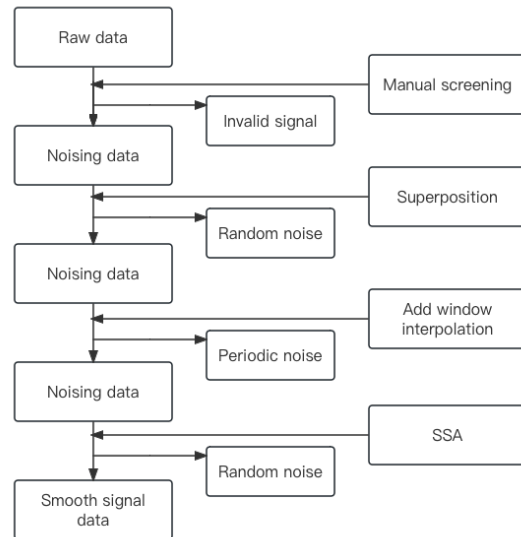 Raw data
Manual screening
Invalid signal
Noising data
Superposition
Random noise
Noising data
Add window
interpolation
Periodic noise
Noising data
SSA
Random noise
Smooth signal
data